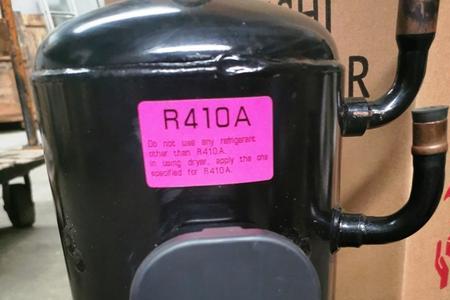 R410A
Do not use any refrigerant
other than R410A.
in using dryer, apply the one
specified for R410A.